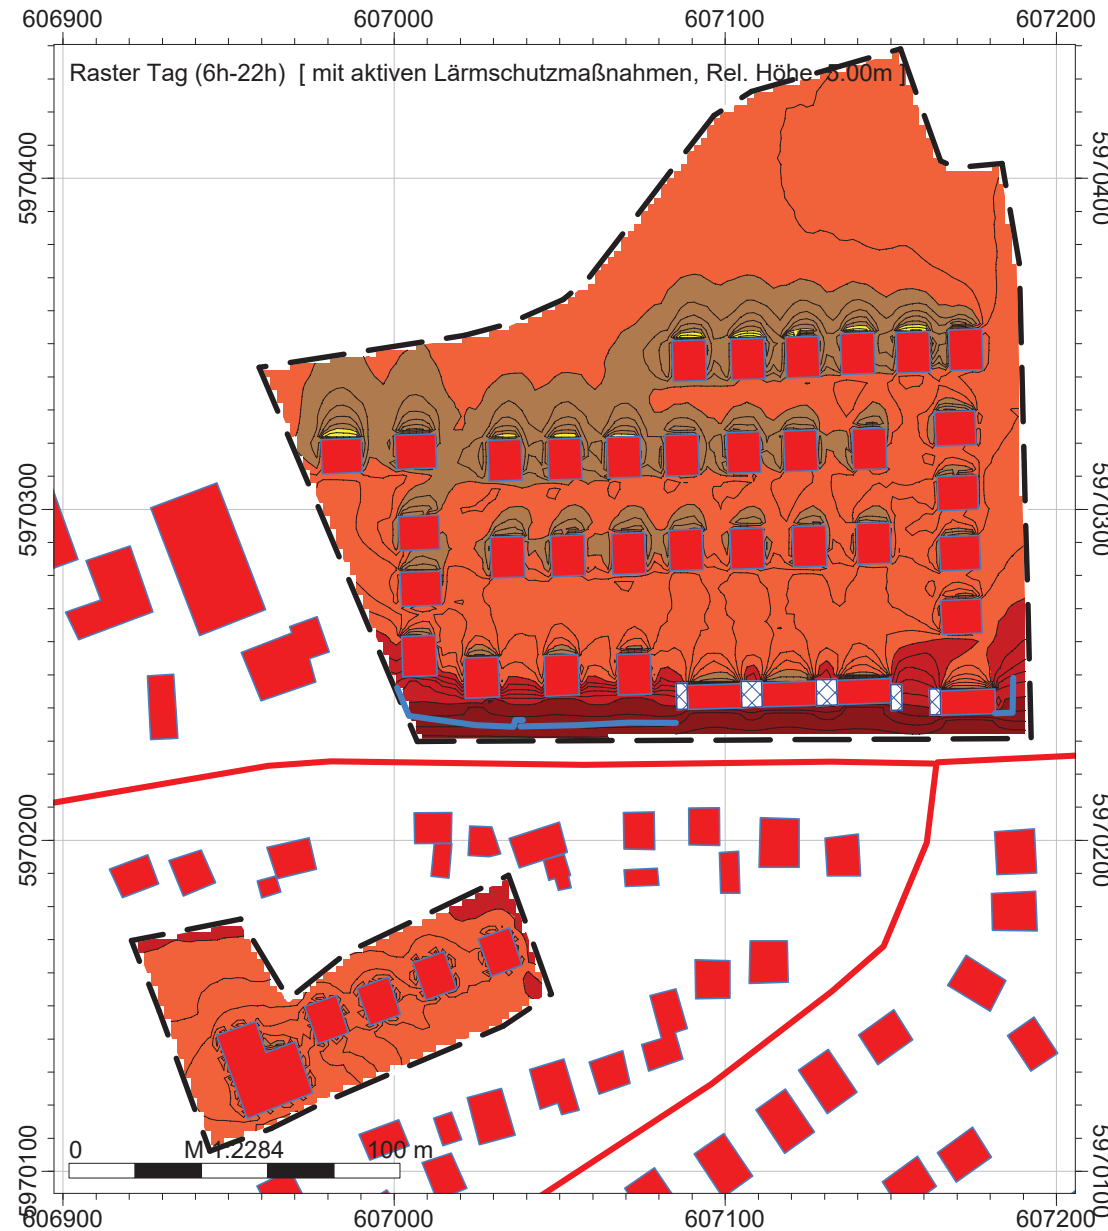 606900 607000 607100 607200
Raster Tag (6h-22h) [ mit aktiven Lärmschutzmaßnahmen, Rel. Höhe 5.00m ]
5970400 5970400
5970300 5970300
5970200 5970200
0 M 1:2284 100 m
5970100 5970100
606900 607000 607100 607200